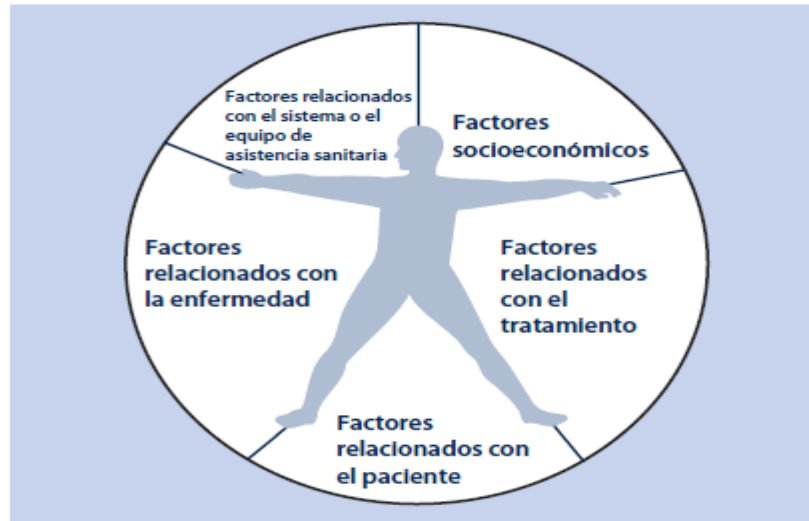 Factores relacionados
con el sistema o el
equipo de
asistencia sanitaria
Factores
socioeconómicos
Factores
relacionados con
la enfermedad
Factores
relacionados
con el
tratamiento
Factores
relacionados con
el paciente